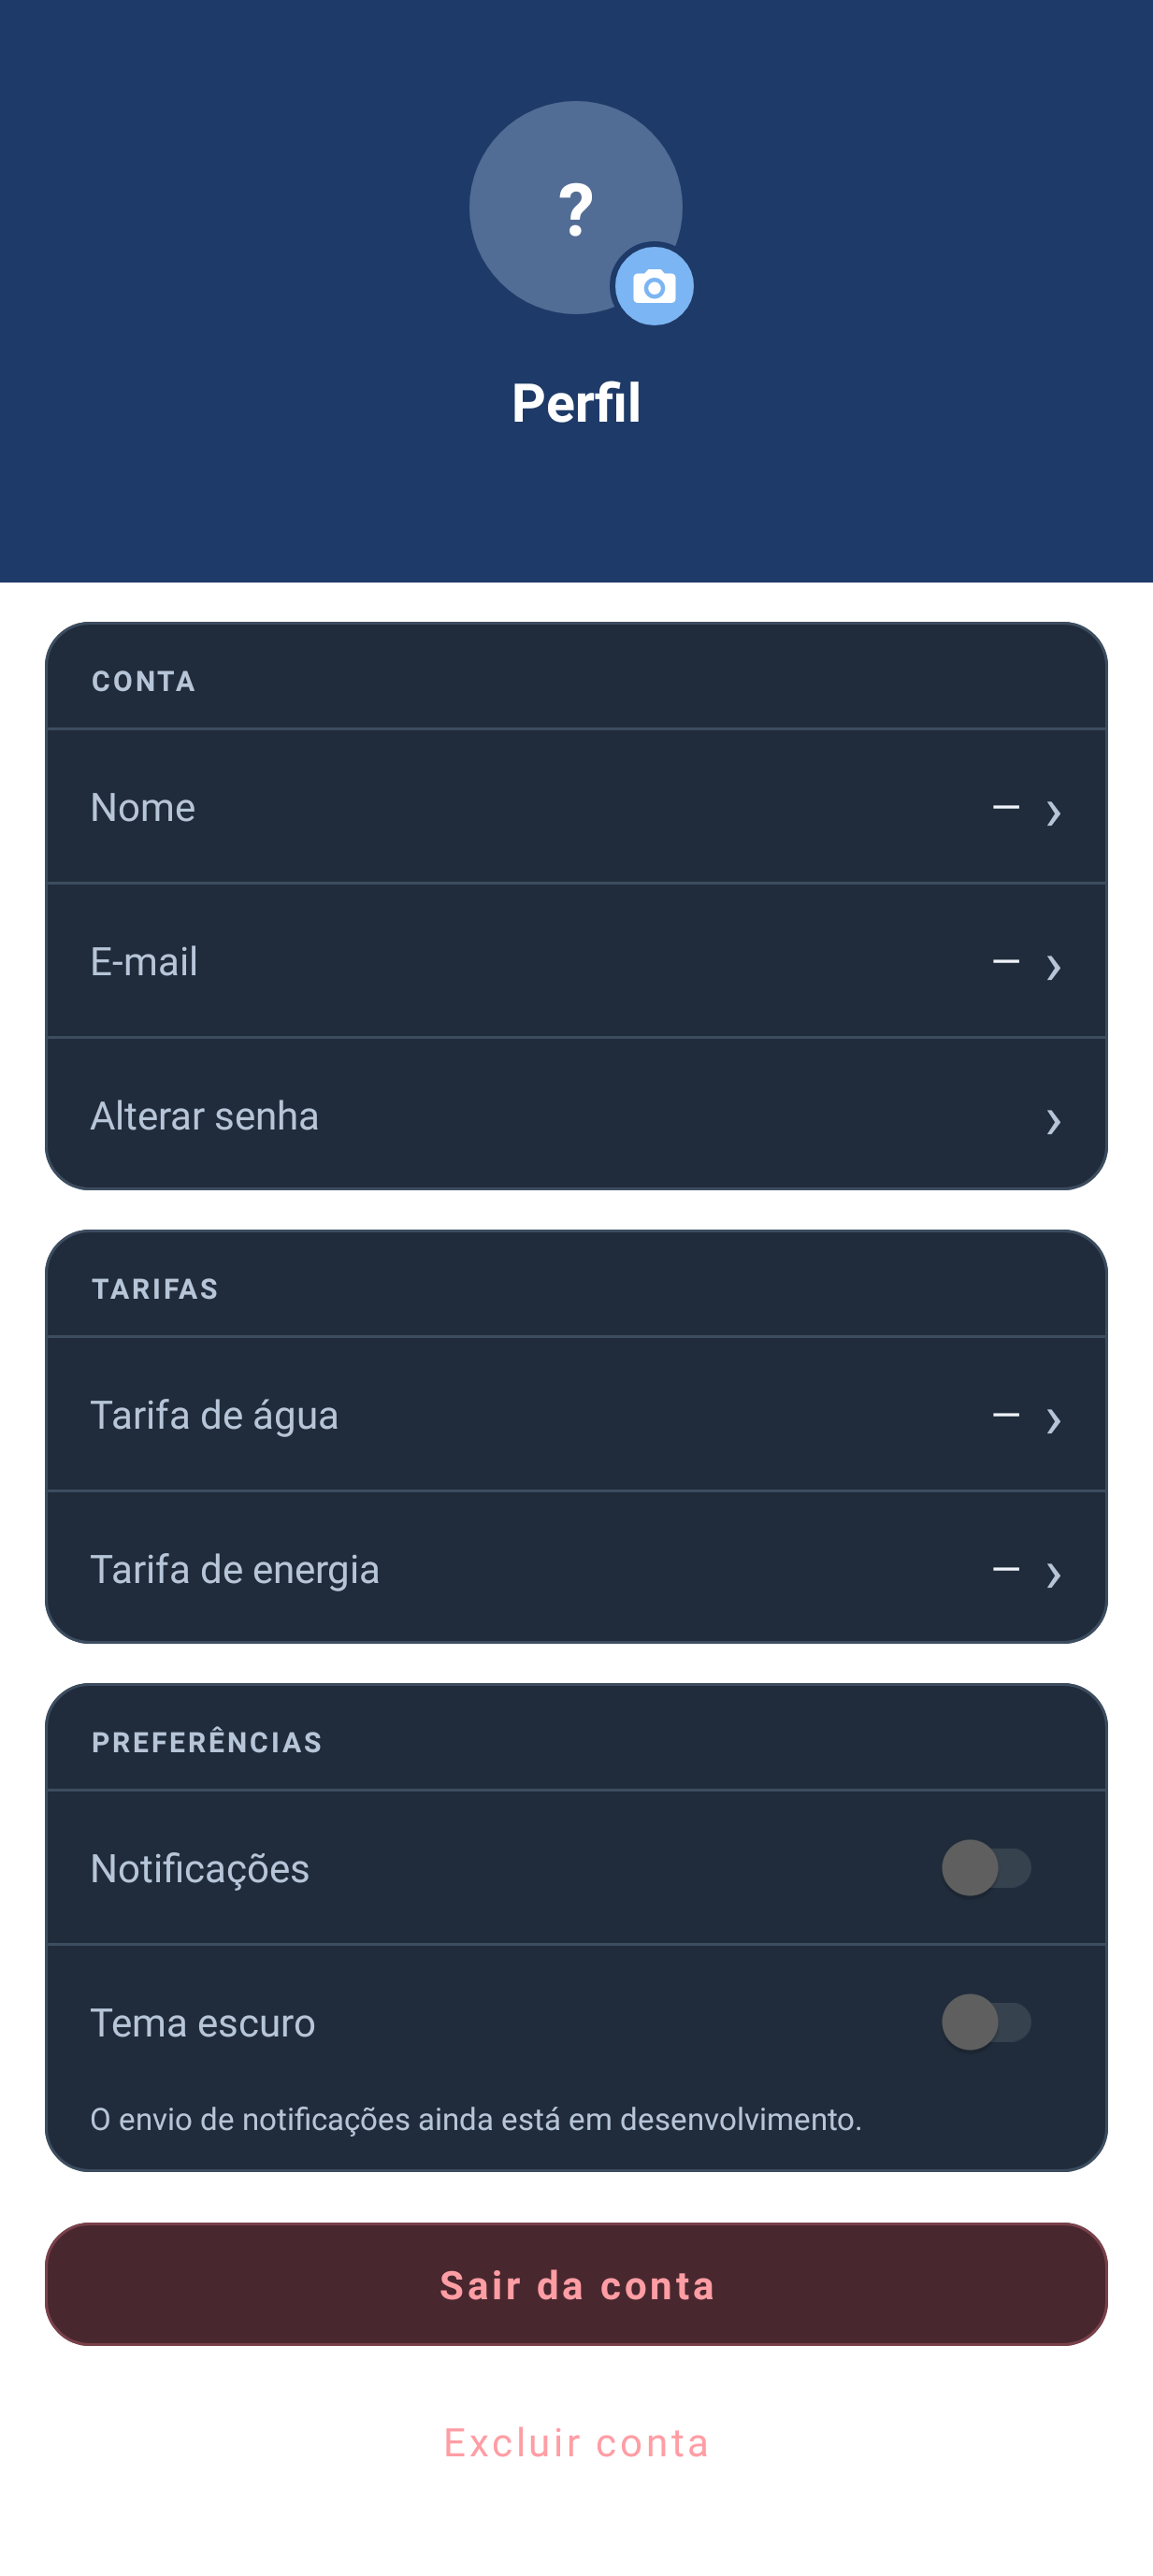 ?
Perfil
CONTA
Nome — ›
E-mail — ›
Alterar senha ›
TARIFAS
Tarifa de água — ›
Tarifa de energia — ›
PREFERÊNCIAS
Notificações
Tema escuro
O envio de notificações ainda está em desenvolvimento.
Sair da conta
Excluir conta